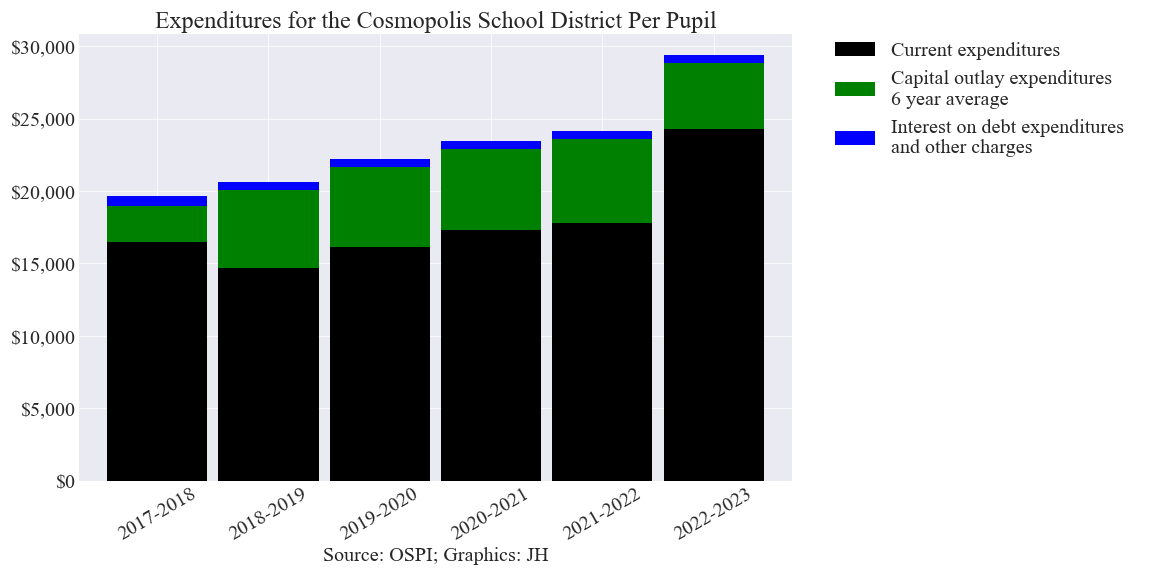 Expenditures for the Cosmopolis School District Per Pupil
$30,000
$25,000
$20,000
$15,000
$10,000
$5,000
$0
2017-2018
2018-2019
2019-2020
2020-2021
2021-2022
2022-2023
Source: OSPI; Graphics: JH
Current expenditures
Capital outlay expenditures
6 year average
Interest on debt expenditures
and other charges